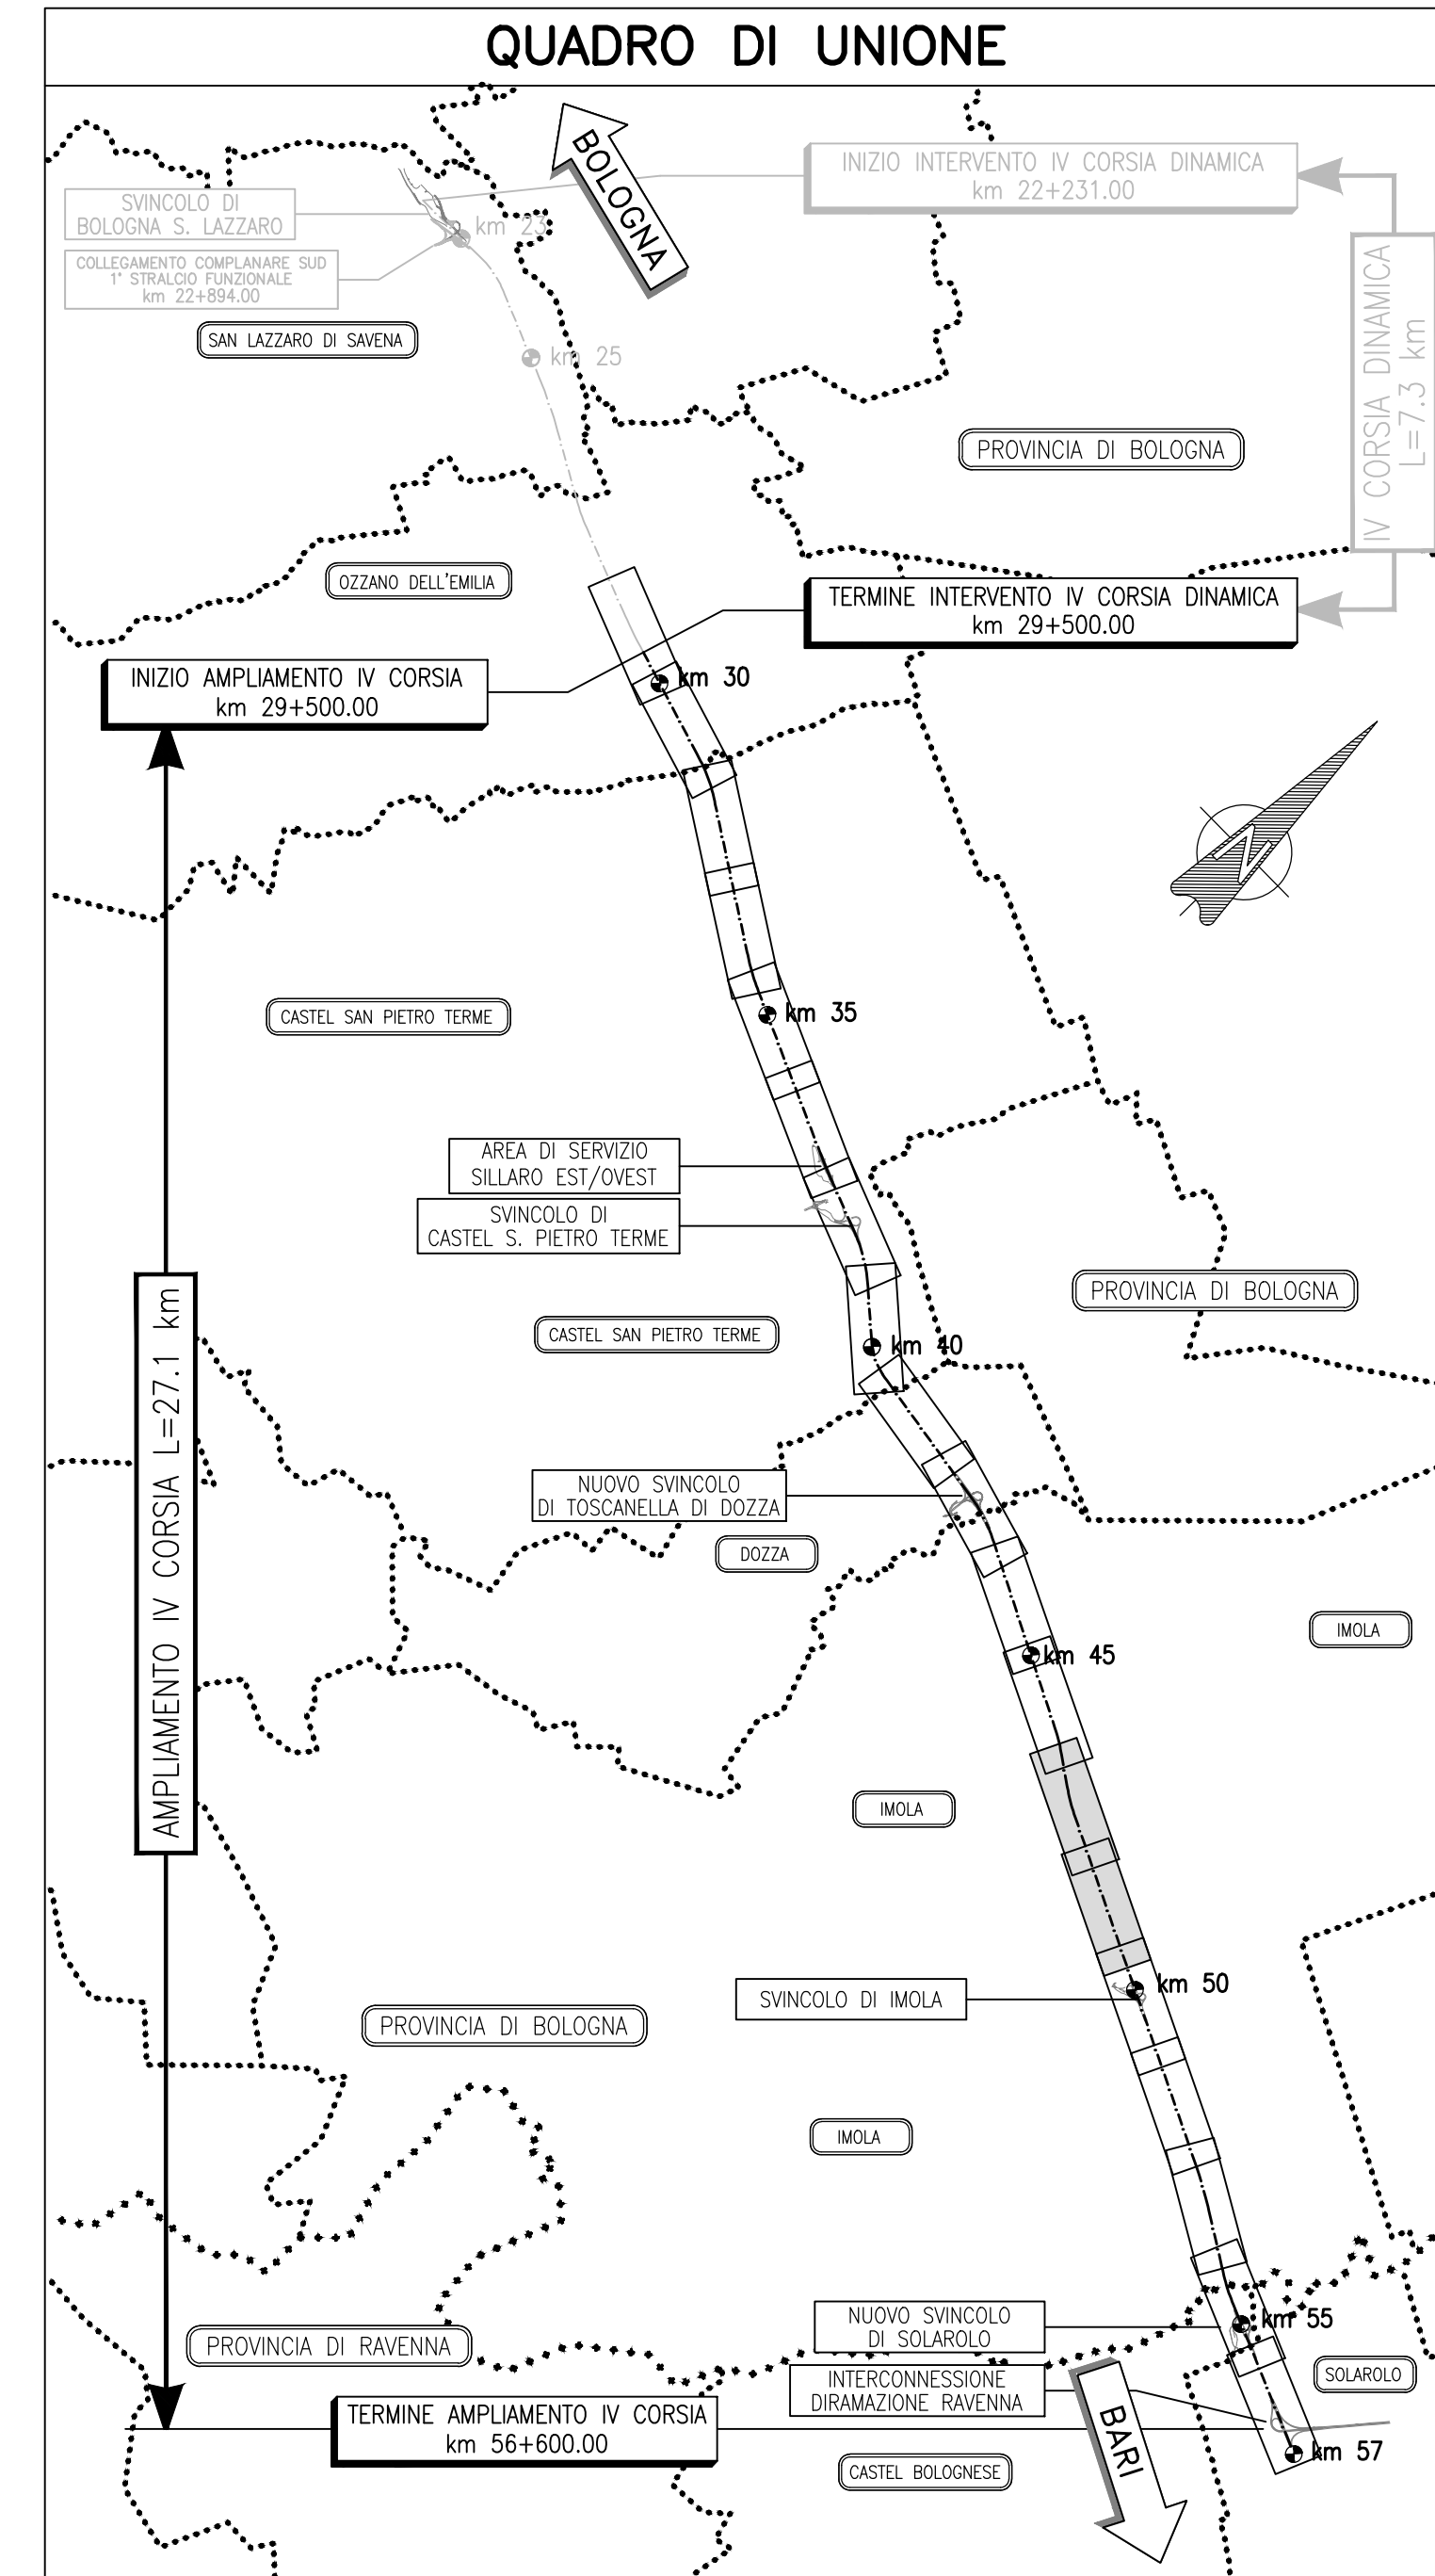 QUADRO DI UNIONE
BOLOGNA
INIZIO INTERVENTO IV CORSIA DINAMICA
km 22+231.00
SVINCOLO DI
BOLOGNA S. LAZZARO
km 23
COLLEGAMENTO COMPLANARE SUD
1° STRALCIO FUNZIONALE
km 22+894.00
IV CORSIA DINAMICA
L=7.3 km
SAN LAZZARO DI SAVENA
km 25
PROVINCIA DI BOLOGNA
OZZANO DELL'EMILIA
TERMINE INTERVENTO IV CORSIA DINAMICA
km 29+500.00
INIZIO AMPLIAMENTO IV CORSIA
km 29+500.00
km 30
N
CASTEL SAN PIETRO TERME
km 35
AREA DI SERVIZIO
SILLARO EST/OVEST
SVINCOLO DI
CASTEL S. PIETRO TERME
PROVINCIA DI BOLOGNA
AMPLIAMENTO IV CORSIA L=27.1 km
CASTEL SAN PIETRO TERME
km 40
NUOVO SVINCOLO
DI TOSCANELLA DI DOZZA
DOZZA
IMOLA
km 45
IMOLA
km 50
SVINCOLO DI IMOLA
PROVINCIA DI BOLOGNA
IMOLA
NUOVO SVINCOLO
DI SOLAROLO
km 55
PROVINCIA DI RAVENNA
INTERCONNESSIONE
DIRAMAZIONE RAVENNA
SOLAROLO
TERMINE AMPLIAMENTO IV CORSIA
km 56+600.00
BARI
km 57
CASTEL BOLOGNESE